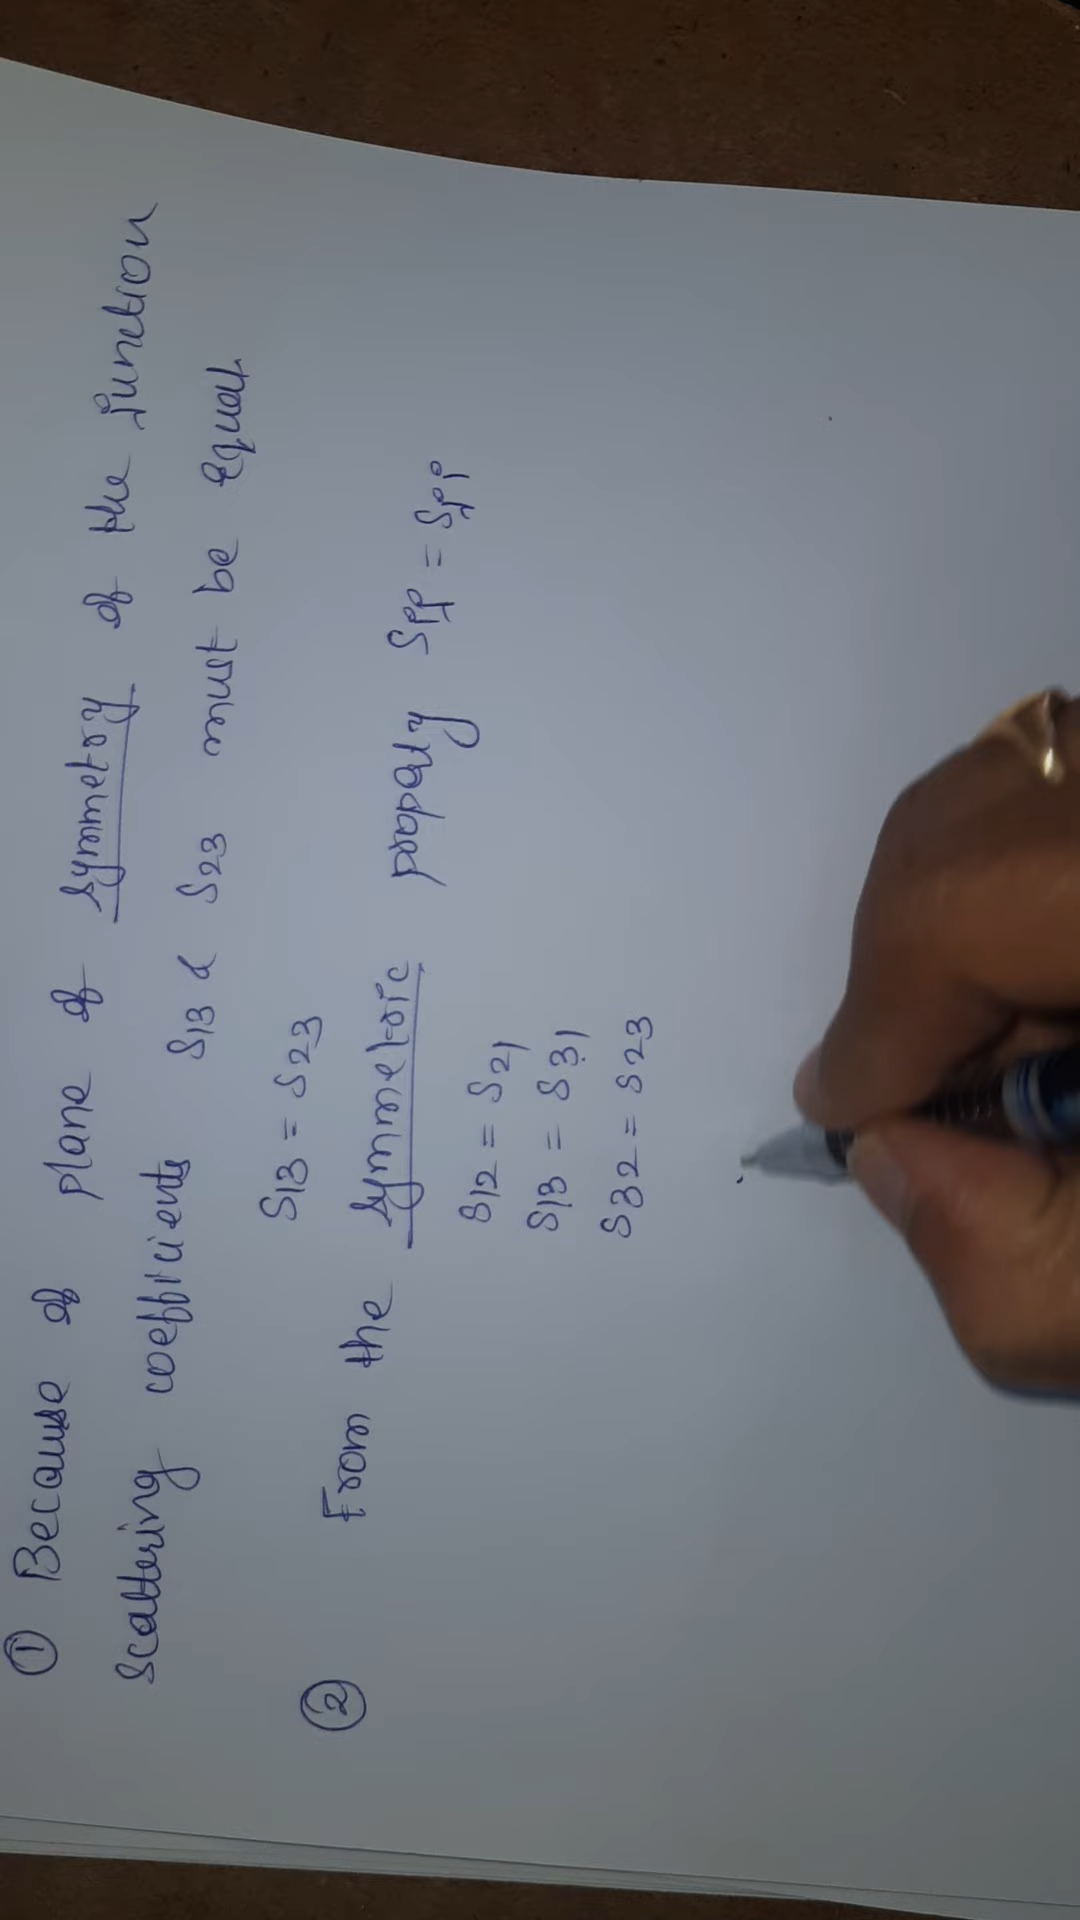 ① Because of plane of symmetry of the junction
scattering coefficients S13 & S23 must be equal
S13 = S23
② From the symmetric property Sij = Sji
S12 = S21
S13 = S31
S32 = S23